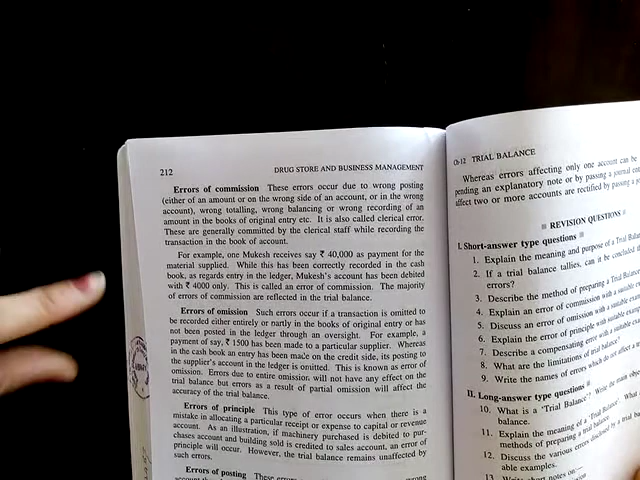 212
DRUG STORE AND BUSINESS MANAGEMENT
Errors of commission These errors occur due to wrong posting
(either of an amount or on the wrong side of an account, or in the wrong
account), wrong totalling, wrong balancing or wrong recording of an
amount in the books of original entry etc. It is also called clerical error.
These are generally committed by the clerical staff while recording the
transaction in the book of account.
For example, one Mukesh receives say ₹ 40,000 as payment for the
material supplied. While this has been correctly recorded in the cash
book, as regards entry in the ledger, Mukesh's account has been debited
with ₹ 4000 only. This is called an error of commission. The majority
of errors of commission are reflected in the trial balance.
Errors of omission Such errors occur if a transaction is omitted to
be recorded either entirely or partly in the books of original entry or has
not been posted in the ledger through an oversight. For example, a
payment of say, ₹ 1500 has been made to a particular supplier. Whereas
in the cash book an entry has been made on the credit side, its posting to
the supplier's account in the ledger is omitted. This is known as error of
omission. Errors due to entire omission will not have any effect on the
trial balance but errors as a result of partial omission will affect the
accuracy of the trial balance.
Errors of principle This type of error occurs when there is a
mistake in allocating a particular receipt or expense to capital or revenue
account. As an illustration, if machinery purchased is debited to pur-
chases account and building sold is credited to sales account, an error of
principle will occur. However, the trial balance remains unaffected by
such errors.
Errors of posting These
Ch-12 TRIAL BALANCE
Whereas errors affecting only one account can be
pending an explanatory note or by passing a journal
affect two or more accounts are rectified by passing a
REVISION QUESTIONS
I. Short-answer type questions
1. Explain the meaning and purpose of a Trial
2. If a trial balance tallies, can it be
errors?
3. Describe the method of preparing a Trial
4. Explain an error of commission with a suitable
5. Discuss an error of omission with a suitable
6. Explain the error of principle with suitable
7. Describe a compensating error with a suitable
8. What are the limitations of trial balance?
9. Write the names of errors which do not affect a
II. Long-answer type questions
10. What is a 'Trial Balance'? Write the main
balance.
11. Explain the meaning of a 'Trial Balance'. What
methods of preparing a trial balance
12. Discuss the various errors disclosed by a trial
able examples.
13. Write short notes on:—